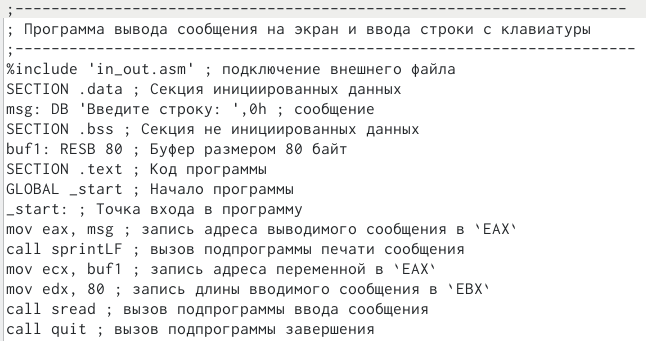 ;--------------------------------------------------------------------
; Программа вывода сообщения на экран и ввода строки с клавиатуры
;---------------------------------------------------------------------
%include 'in_out.asm' ; подключение внешнего файла
SECTION .data ; Секция инициированных данных
msg: DB 'Введите строку: ',0h ; сообщение
SECTION .bss ; Секция не инициированных данных
buf1: RESB 80 ; Буфер размером 80 байт
SECTION .text ; Код программы
GLOBAL _start ; Начало программы
_start: ; Точка входа в программу
mov eax, msg ; запись адреса выводимого сообщения в `EAX`
call sprintLF ; вызов подпрограммы печати сообщения
mov ecx, buf1 ; запись адреса переменной в `EAX`
mov edx, 80 ; запись длины вводимого сообщения в `EBX`
call sread ; вызов подпрограммы ввода сообщения
call quit ; вызов подпрограммы завершения